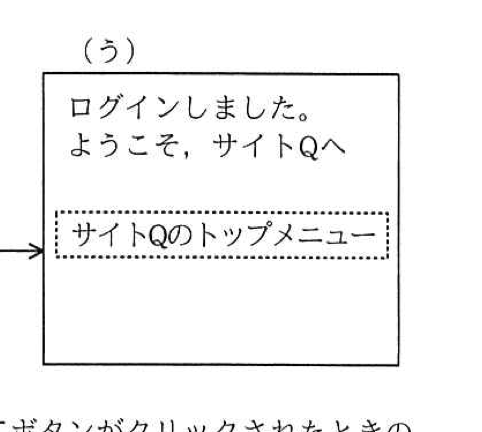 (う)
ログインしました。
ようこそ，サイトQへ
サイトQのトップメニュー
ボタンがクリックされたときの